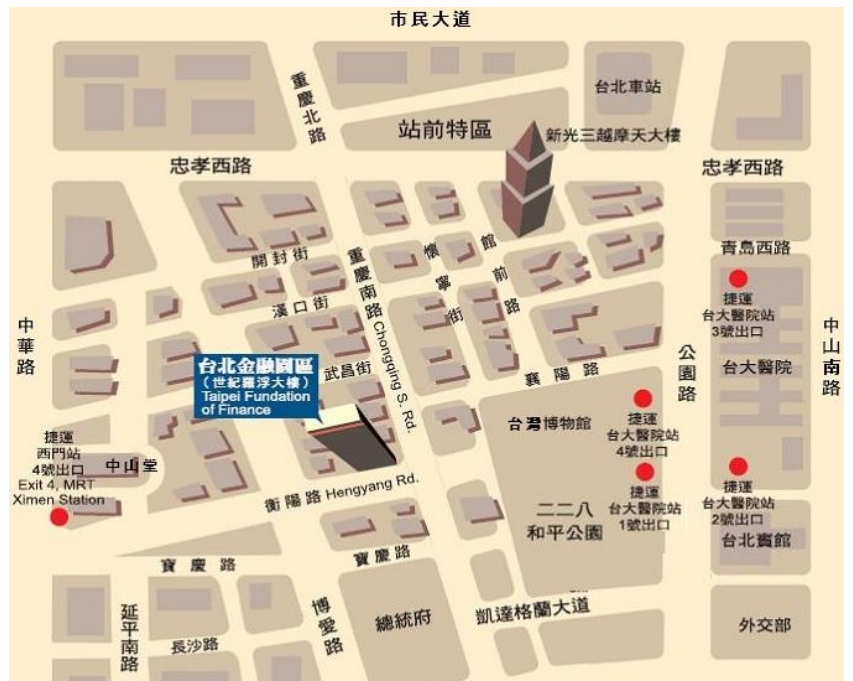 市民大道
重慶北路
台北車站
站前特區
新光三越摩天大樓
忠孝西路
忠孝西路
青島西路
開封街
重慶南路
懷寧街
館前路
漢口街
中華路
捷運
台大醫院站
3號出口
中山南路
公園路
台大醫院
Chongqing S. Rd.
台北金融園區
(世紀羅浮大樓)
Taipei Fundation
of Finance
武昌街
襄陽路
台灣博物館
捷運
台大醫院站
4號出口
捷運
西門站
4號出口
Exit 4, MRT
Ximen Station
中山堂
衡陽路 Hengyang Rd.
二二八
和平公園
捷運
台大醫院站
1號出口
捷運
台大醫院站
2號出口
台北賓館
寶慶路
寶慶路
延平南路
長沙路
博愛路
總統府
凱達格蘭大道
外交部